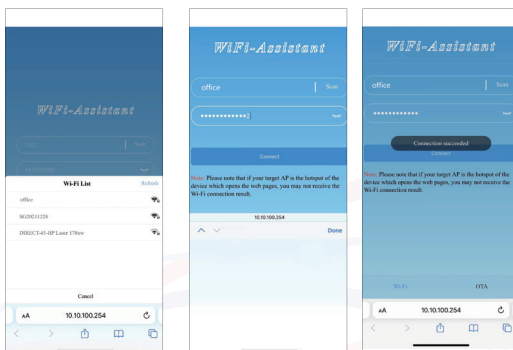 WiFi-Assistant
SSID
Scan
Wi-Fi List
Refresh
office
SG20211228
DIRECT-45-HP Laser 178nw
Cancel
AA
10.10.100.254
WiFi-Assistant
office
Scan
Connect
Note: Please note that if your target AP is the hotspot of the
device which opens the web pages, you may not receive the
Wi-Fi connection result.
10.10.100.254
Done
WiFi-Assistant
office
Scan
Connection succeeded
Connect
Note: Please note that if your target AP is the hotspot of the
device which opens the web pages, you may not receive the
Wi-Fi connection result.
Wi-Fi
OTA
AA
10.10.100.254